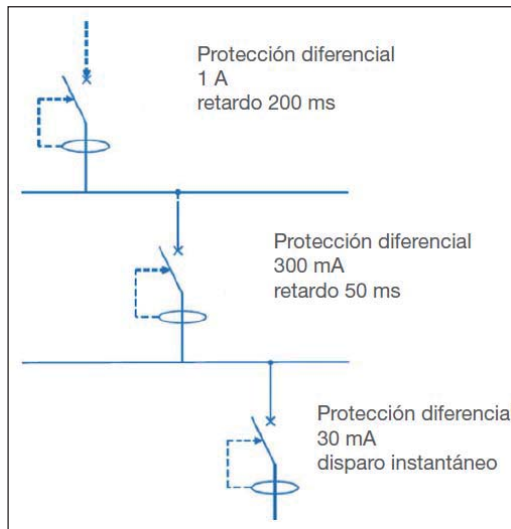 Protección diferencial
1 A
retardo 200 ms
Protección diferencial
300 mA
retardo 50 ms
Protección diferencia
30 mA
disparo instantáneo